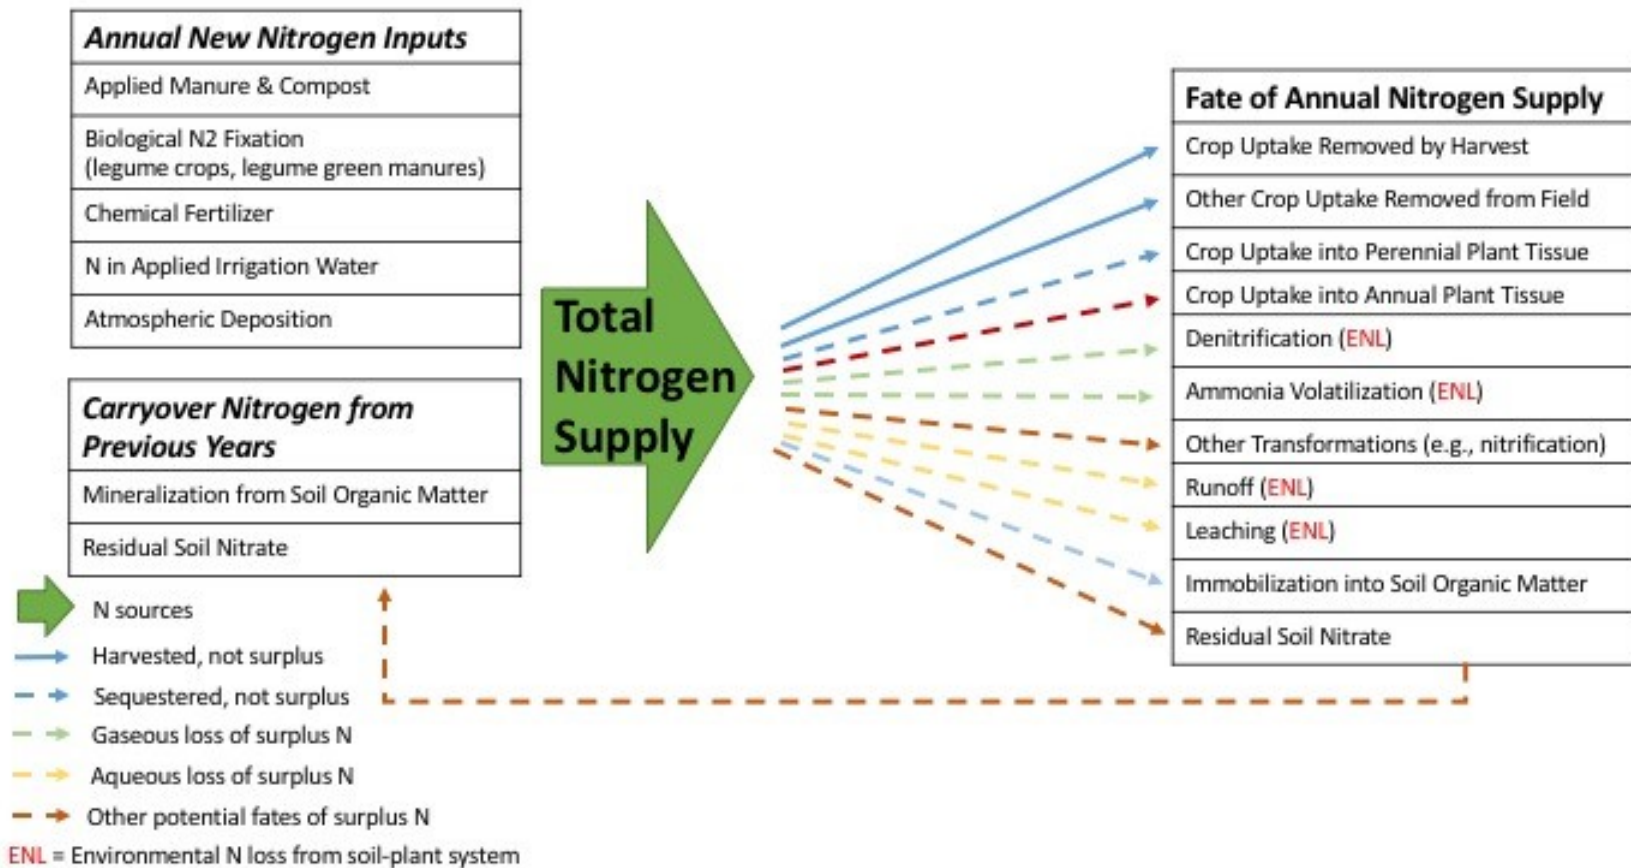 Annual New Nitrogen Inputs
Applied Manure & Compost
Biological N2 Fixation
(legume crops, legume green manures)
Chemical Fertilizer
N in Applied Irrigation Water
Atmospheric Deposition
Carryover Nitrogen from
Previous Years
Mineralization from Soil Organic Matter
Residual Soil Nitrate
Total
Nitrogen
Supply
Fate of Annual Nitrogen Supply
Crop Uptake Removed by Harvest
Other Crop Uptake Removed from Field
Crop Uptake into Perennial Plant Tissue
Crop Uptake into Annual Plant Tissue
Denitrification (ENL)
Ammonia Volatilization (ENL)
Other Transformations (e.g., nitrification)
Runoff (ENL)
Leaching (ENL)
Immobilization into Soil Organic Matter
Residual Soil Nitrate
N sources
Harvested, not surplus
Sequestered, not surplus
Gaseous loss of surplus N
Aqueous loss of surplus N
Other potential fates of surplus N
ENL = Environmental N loss from soil-plant system